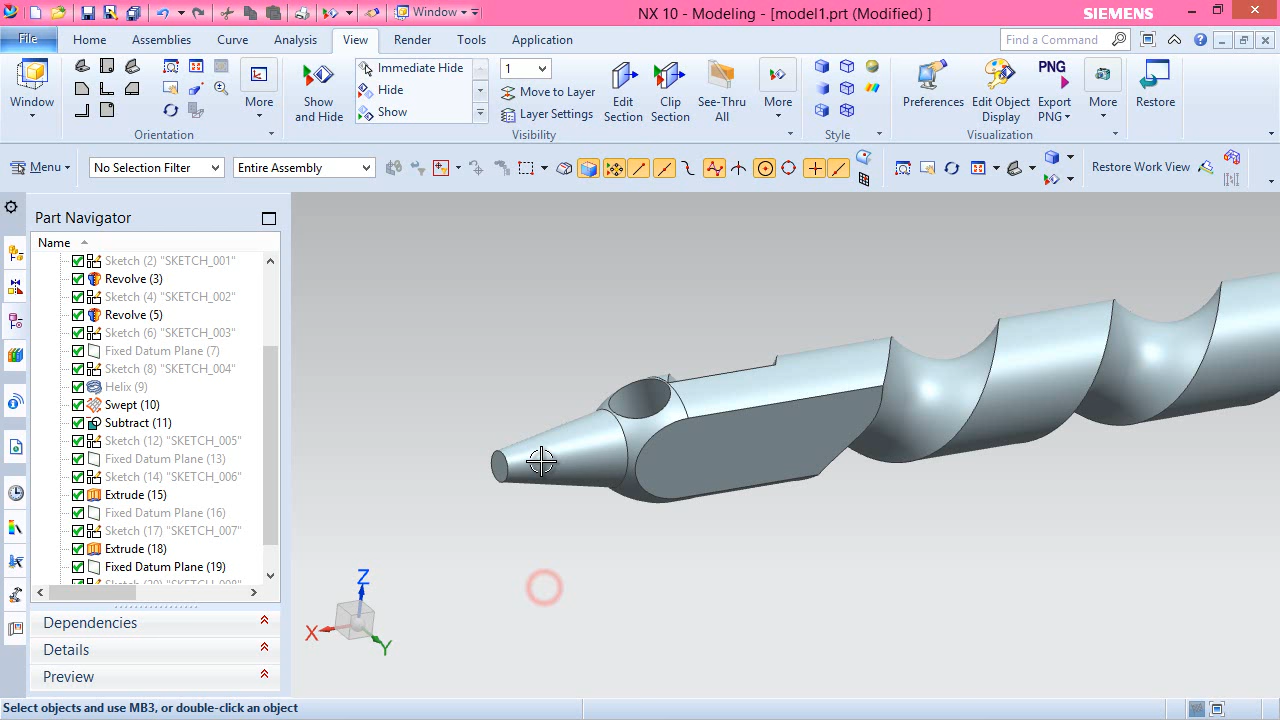 Window
NX 10 - Modeling - [model1.prt (Modified) ]
SIEMENS
File
Home
Assemblies
Curve
Analysis
View
Render
Tools
Application
Find a Command
Window
More
Orientation
Show and Hide
Immediate Hide
Hide
Show
1
Move to Layer
Layer Settings
Edit Section
Clip Section
See-Thru All
More
Visibility
Style
Preferences
Edit Object Display
PNG
Export PNG
More
Visualization
Restore
Menu
No Selection Filter
Entire Assembly
Restore Work View
Part Navigator
Name
Sketch (2) "SKETCH_001"
Revolve (3)
Sketch (4) "SKETCH_002"
Revolve (5)
Sketch (6) "SKETCH_003"
Fixed Datum Plane (7)
Sketch (8) "SKETCH_004"
Helix (9)
Swept (10)
Subtract (11)
Sketch (12) "SKETCH_005"
Fixed Datum Plane (13)
Sketch (14) "SKETCH_006"
Extrude (15)
Fixed Datum Plane (16)
Sketch (17) "SKETCH_007"
Extrude (18)
Fixed Datum Plane (19)
Dependencies
Details
Preview
Z
X
Y
Select objects and use MB3, or double-click an object